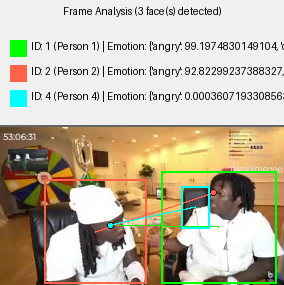 Frame Analysis (3 face(s) detected)
ID: 1 (Person 1) | Emotion: {'angry': 99.1974830149104, '
ID: 2 (Person 2) | Emotion: {'angry': 92.82299237388327,
ID: 4 (Person 4) | Emotion: {'angry': 0.000360719330856
53:06:31